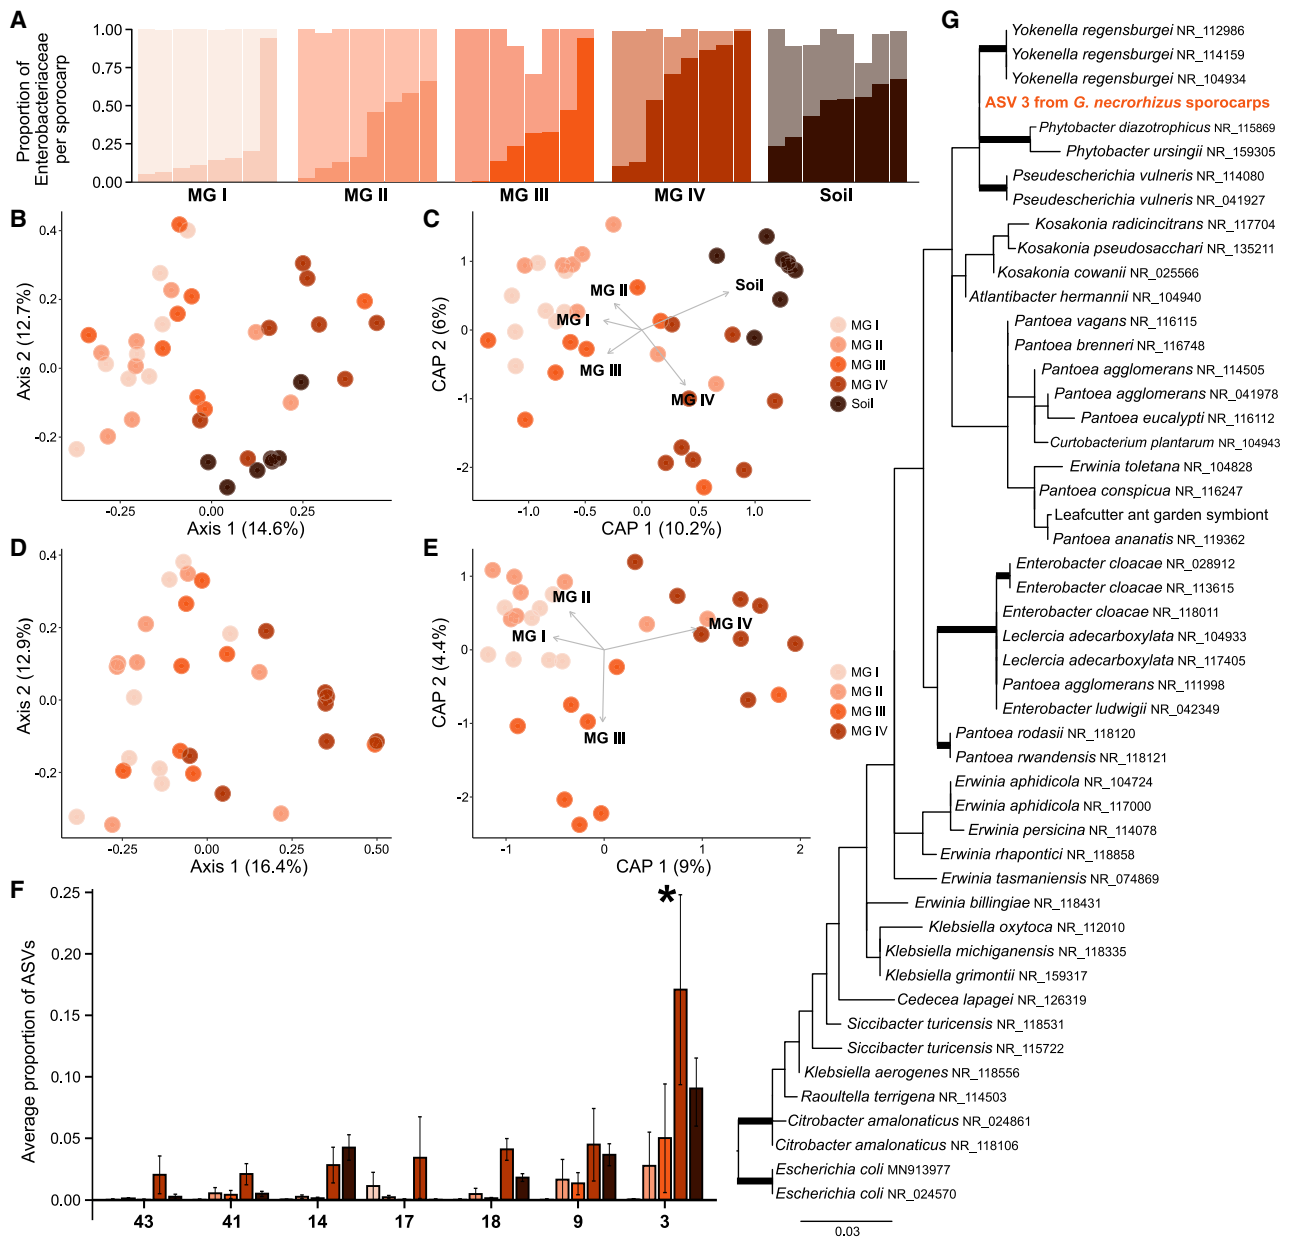 A
Proportion of
Enterobacteriaceae
per sporocarp
1.00
0.75
0.50
0.25
0.00
MG I
MG II
MG III
MG IV
Soil
B
Axis 2 (12.7%)
0.4
0.2
0.0
-0.2
-0.25
0.00
0.25
Axis 1 (14.6%)
C
CAP 2 (6%)
1
0
-1
-2
MG II
MG I
MG III
MG IV
Soil
-1.0
-0.5
0.0
0.5
1.0
CAP 1 (10.2%)
MG I
MG II
MG III
MG IV
Soil
D
Axis 2 (12.9%)
0.4
0.2
0.0
-0.2
-0.25
0.00
0.25
0.50
Axis 1 (16.4%)
E
CAP 2 (4.4%)
1
0
-1
-2
MG II
MG I
MG IV
MG III
-1
0
1
2
CAP 1 (9%)
MG I
MG II
MG III
MG IV
F
Average proportion of ASVs
0.25
0.20
0.15
0.10
0.05
0.00
*
43
41
14
17
18
9
3
G
Yokenella regensburgei NR_112986
Yokenella regensburgei NR_114159
Yokenella regensburgei NR_104934
ASV 3 from G. necrorhizus sporocarps
Phytobacter diazotrophicus NR_115869
Phytobacter ursingii NR_159305
Pseudescherichia vulneris NR_114080
Pseudescherichia vulneris NR_041927
Kosakonia radicincitrans NR_117704
Kosakonia pseudosacchari NR_135211
Kosakonia cowanii NR_025566
Atlantibacter hermannii NR_104940
Pantoea vagans NR_116115
Pantoea brenneri NR_116748
Pantoea agglomerans NR_114505
Pantoea agglomerans NR_041978
Pantoea eucalypti NR_116112
Curtobacterium plantarum NR_104943
Erwinia toletana NR_104828
Pantoea conspicua NR_116247
Leafcutter ant garden symbiont
Pantoea ananatis NR_119362
Enterobacter cloacae NR_028912
Enterobacter cloacae NR_113615
Enterobacter cloacae NR_118011
Leclercia adecarboxylata NR_104933
Leclercia adecarboxylata NR_117405
Pantoea agglomerans NR_111998
Enterobacter ludwigii NR_042349
Pantoea rodasii NR_118120
Pantoea rwandensis NR_118121
Erwinia aphidicola NR_104724
Erwinia aphidicola NR_117000
Erwinia persicina NR_114078
Erwinia rhapontici NR_118858
Erwinia tasmaniensis NR_074869
Erwinia billingiae NR_118431
Klebsiella oxytoca NR_112010
Klebsiella michiganensis NR_118335
Klebsiella grimontii NR_159317
Cedecea lapagei NR_126319
Siccibacter turicensis NR_118531
Siccibacter turicensis NR_115722
Klebsiella aerogenes NR_118556
Raoultella terrigena NR_114503
Citrobacter amalonaticus NR_024861
Citrobacter amalonaticus NR_118106
Escherichia coli MN913977
Escherichia coli NR_024570
0.03